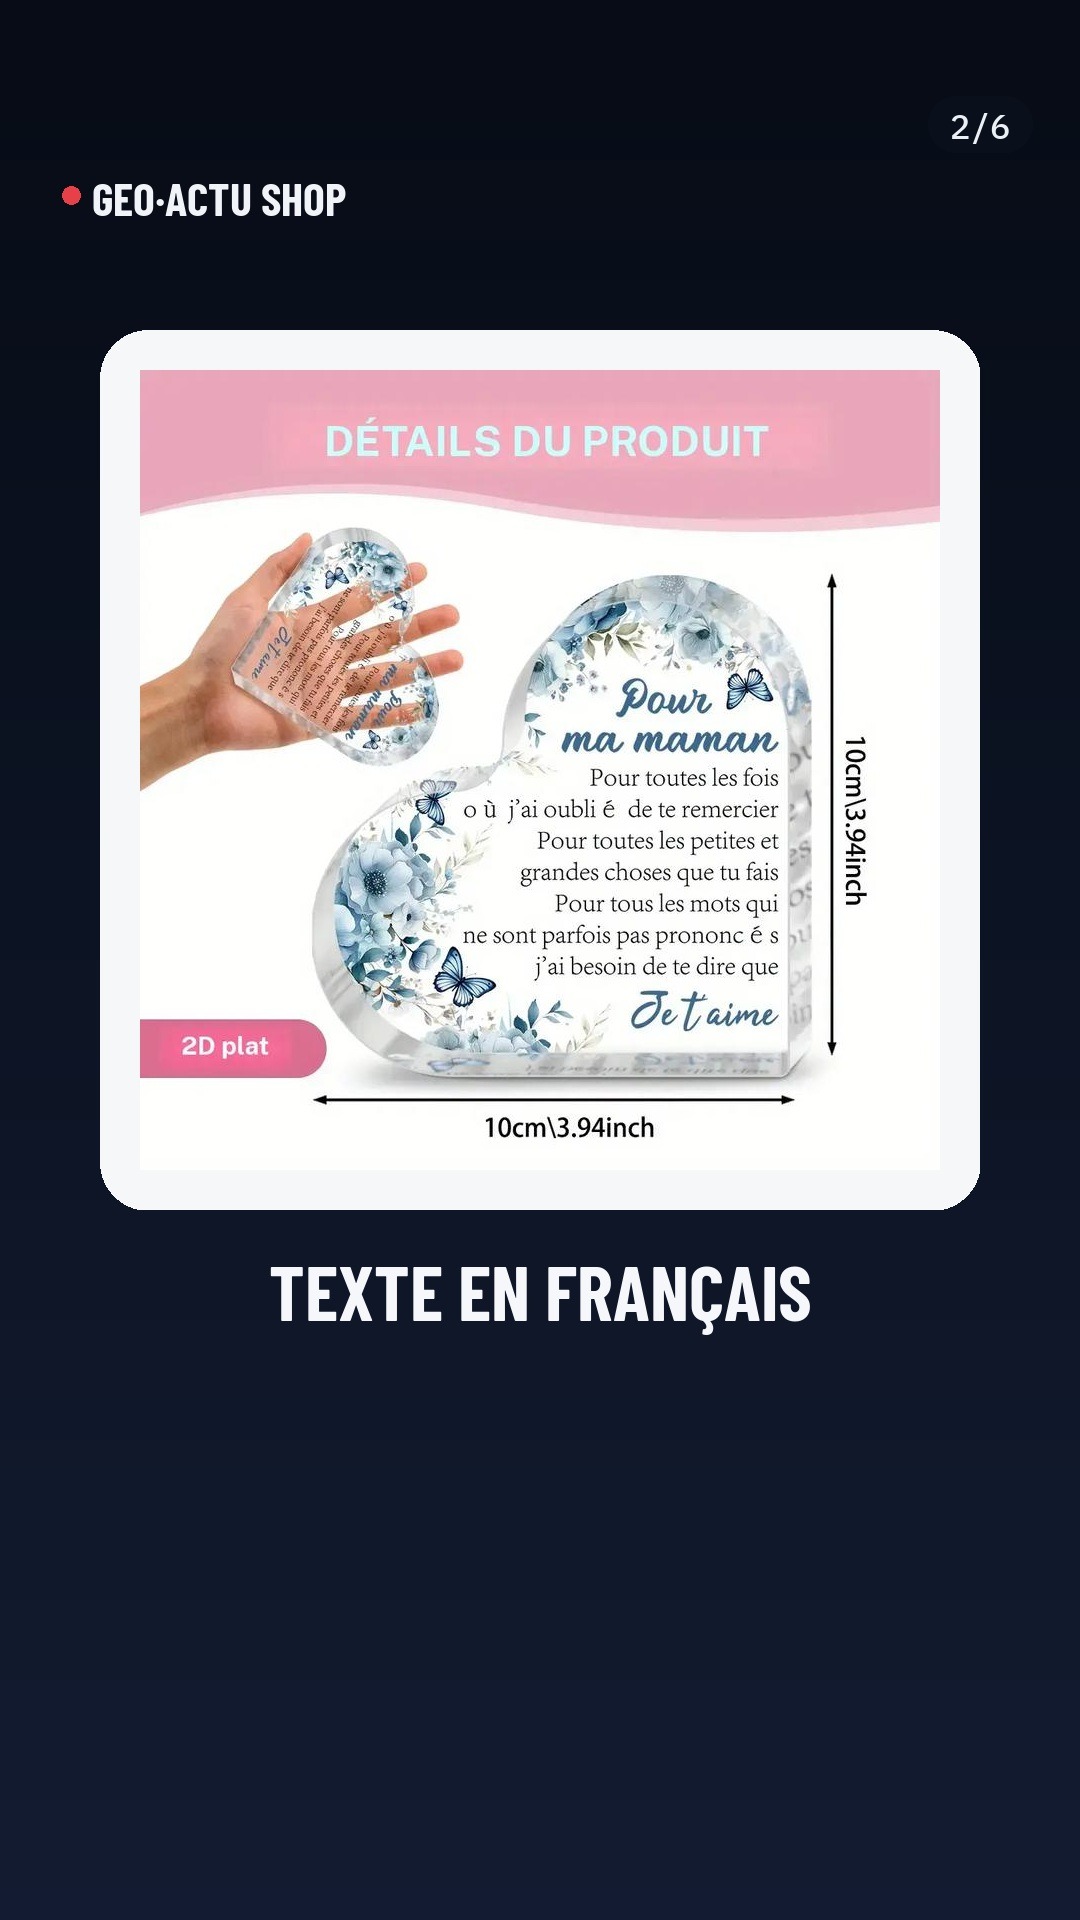 2/6
GEO·ACTU SHOP
DÉTAILS DU PRODUIT
Pour
ma maman
Pour toutes les fois
o ù j’ai oubli é de te remercier
Pour toutes les petites et
grandes choses que tu fais
Pour tous les mots qui
ne sont parfois pas prononc é s
j’ai besoin de te dire que
Je t'aime
10cm\3.94inch
2D plat
10cm\3.94inch
TEXTE EN FRANÇAIS